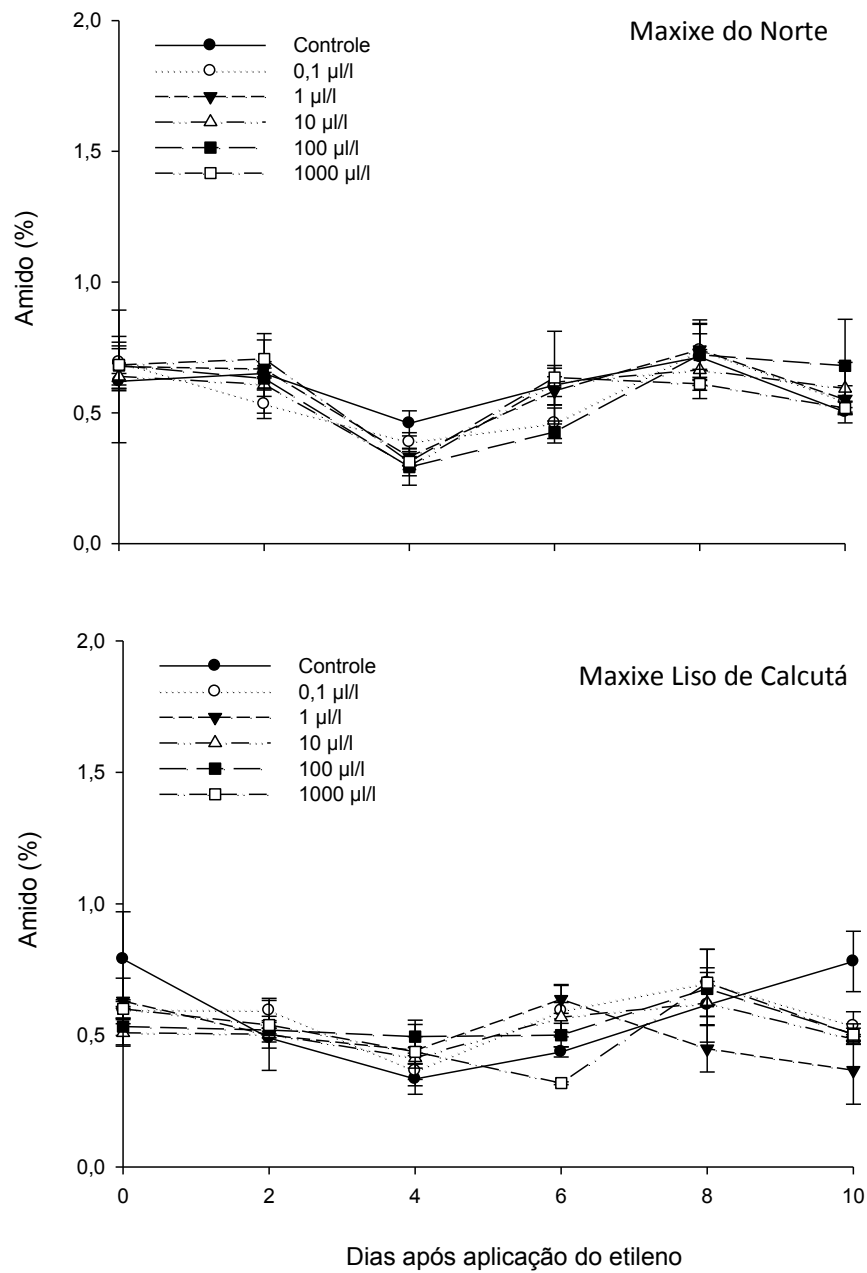 Maxixe do Norte
2,0
1,5
1,0
0,5
0,0
Amido (%)
Controle
0,1 µl/l
1 µl/l
10 µl/l
100 µl/l
1000 µl/l
Maxixe Liso de Calcutá
2,0
1,5
1,0
0,5
0,0
Amido (%)
Controle
0,1 µl/l
1 µl/l
10 µl/l
100 µl/l
1000 µl/l
0 2 4 6 8 10
Dias após aplicação do etileno